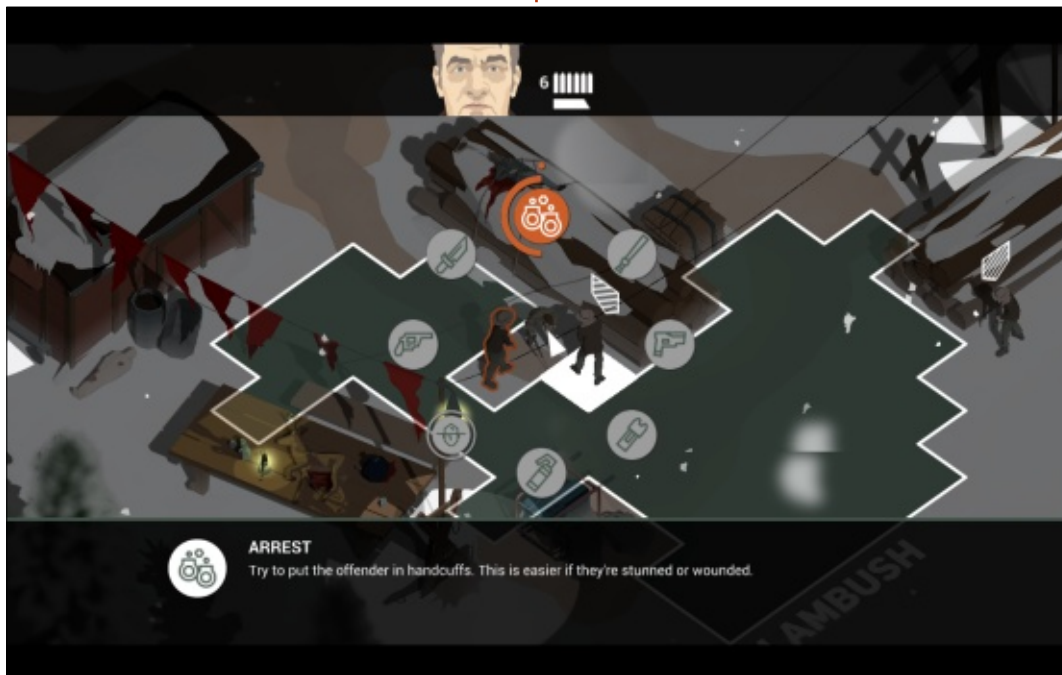 6
ARREST
Try to put the offender in handcuffs. This is easier if they're stunned or wounded.
AMBUSH